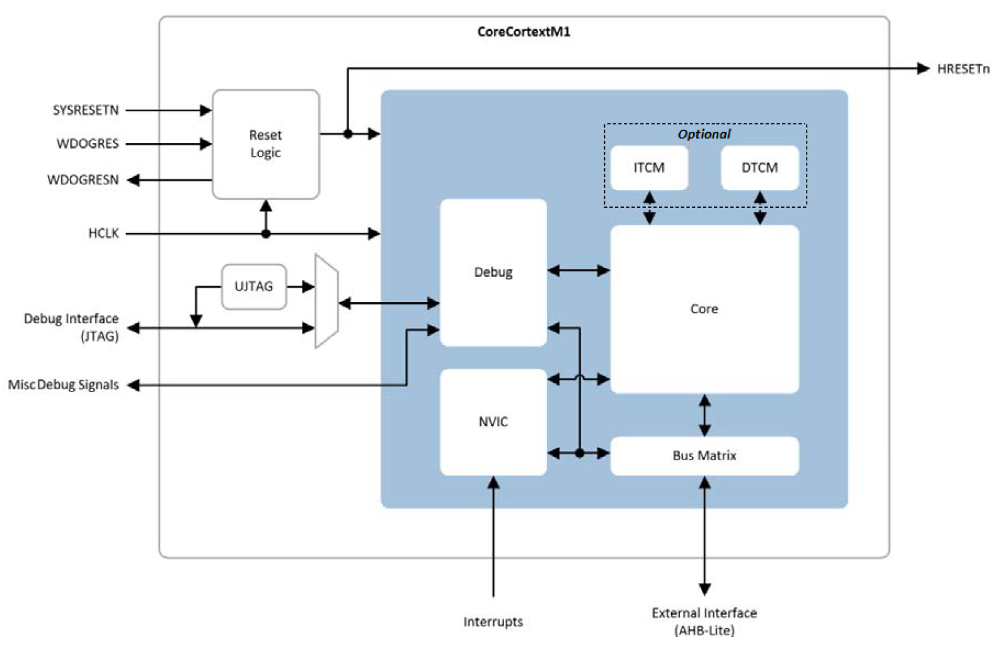 CoreCortextM1
HRESETn
SYSRESETN
WDOGRES
WDOGRESN
Reset
Logic
Optional
ITCM
DTCM
HCLK
UJTAG
Debug
Core
Debug Interface
(JTAG)
Misc Debug Signals
NVIC
Bus Matrix
Interrupts
External Interface
(AHB-Lite)